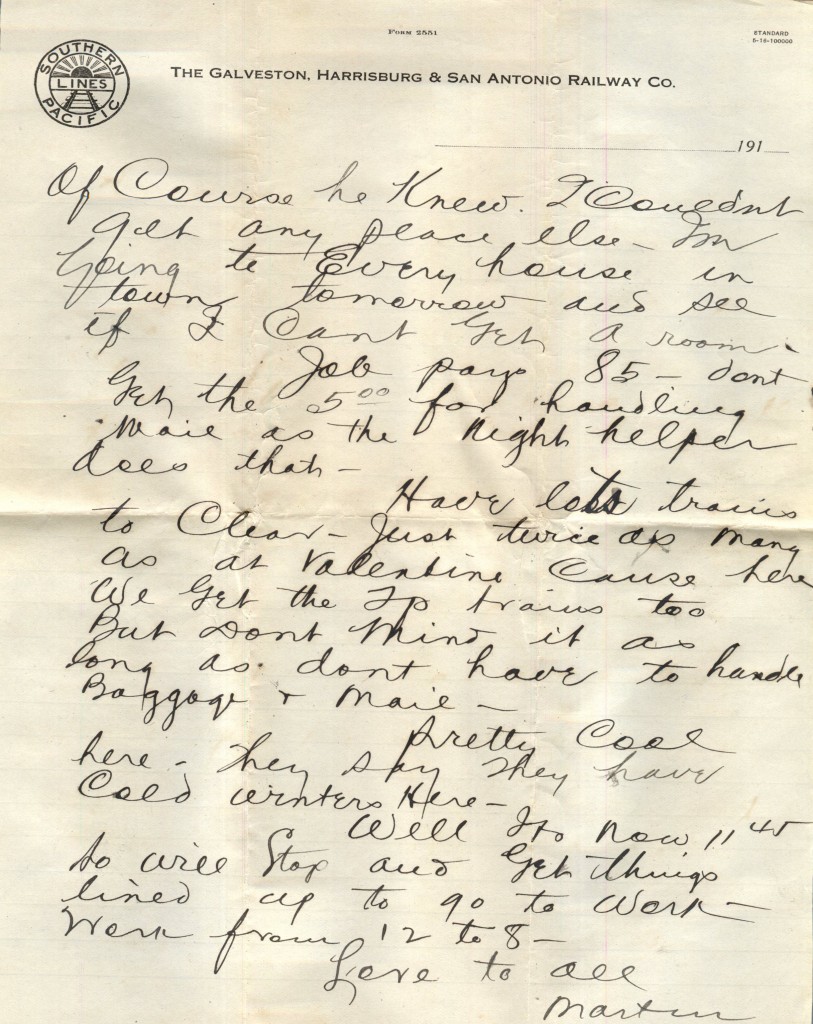 FORM 2551
STANDARD
5-16-100000
SOUTHERN
LINES
PACIFIC
THE GALVESTON, HARRISBURG & SAN ANTONIO RAILWAY CO.
191
Of Course he Knew. I Couldnt
get any place else - Im
Going to Every house in
town tomorrow and see
if I Cant Get a room.
Job pays 85 - dont
Get the 5 00 for handling
Mail as the Night helper
does that -
Have lots trains
to Clear - Just twice as many
as at Valentine Cause here
We Get the TP trains too
But Dont Mind it as
long as dont have to handle
Baggage & Mail -
Pretty Cool
here - They say They have
Cold winters Here -
Well Its Now 11 45
so will Stop and Get things
lined up to go to work -
Work from 12 to 8 -
Love to all
Martin